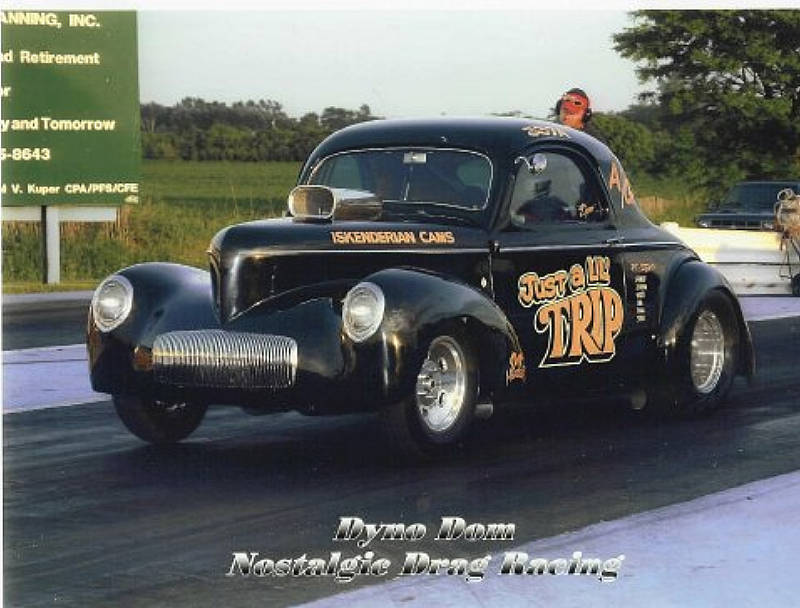 ANNING, INC.
d Retirement
or
y and Tomorrow
5-8643
V. Kuper CPA/PFS/CFE
ISKENDERIAN CAMS
A/G
JUST A LIL'
TRIP
Dyno Dom
Nostalgic Drag Racing